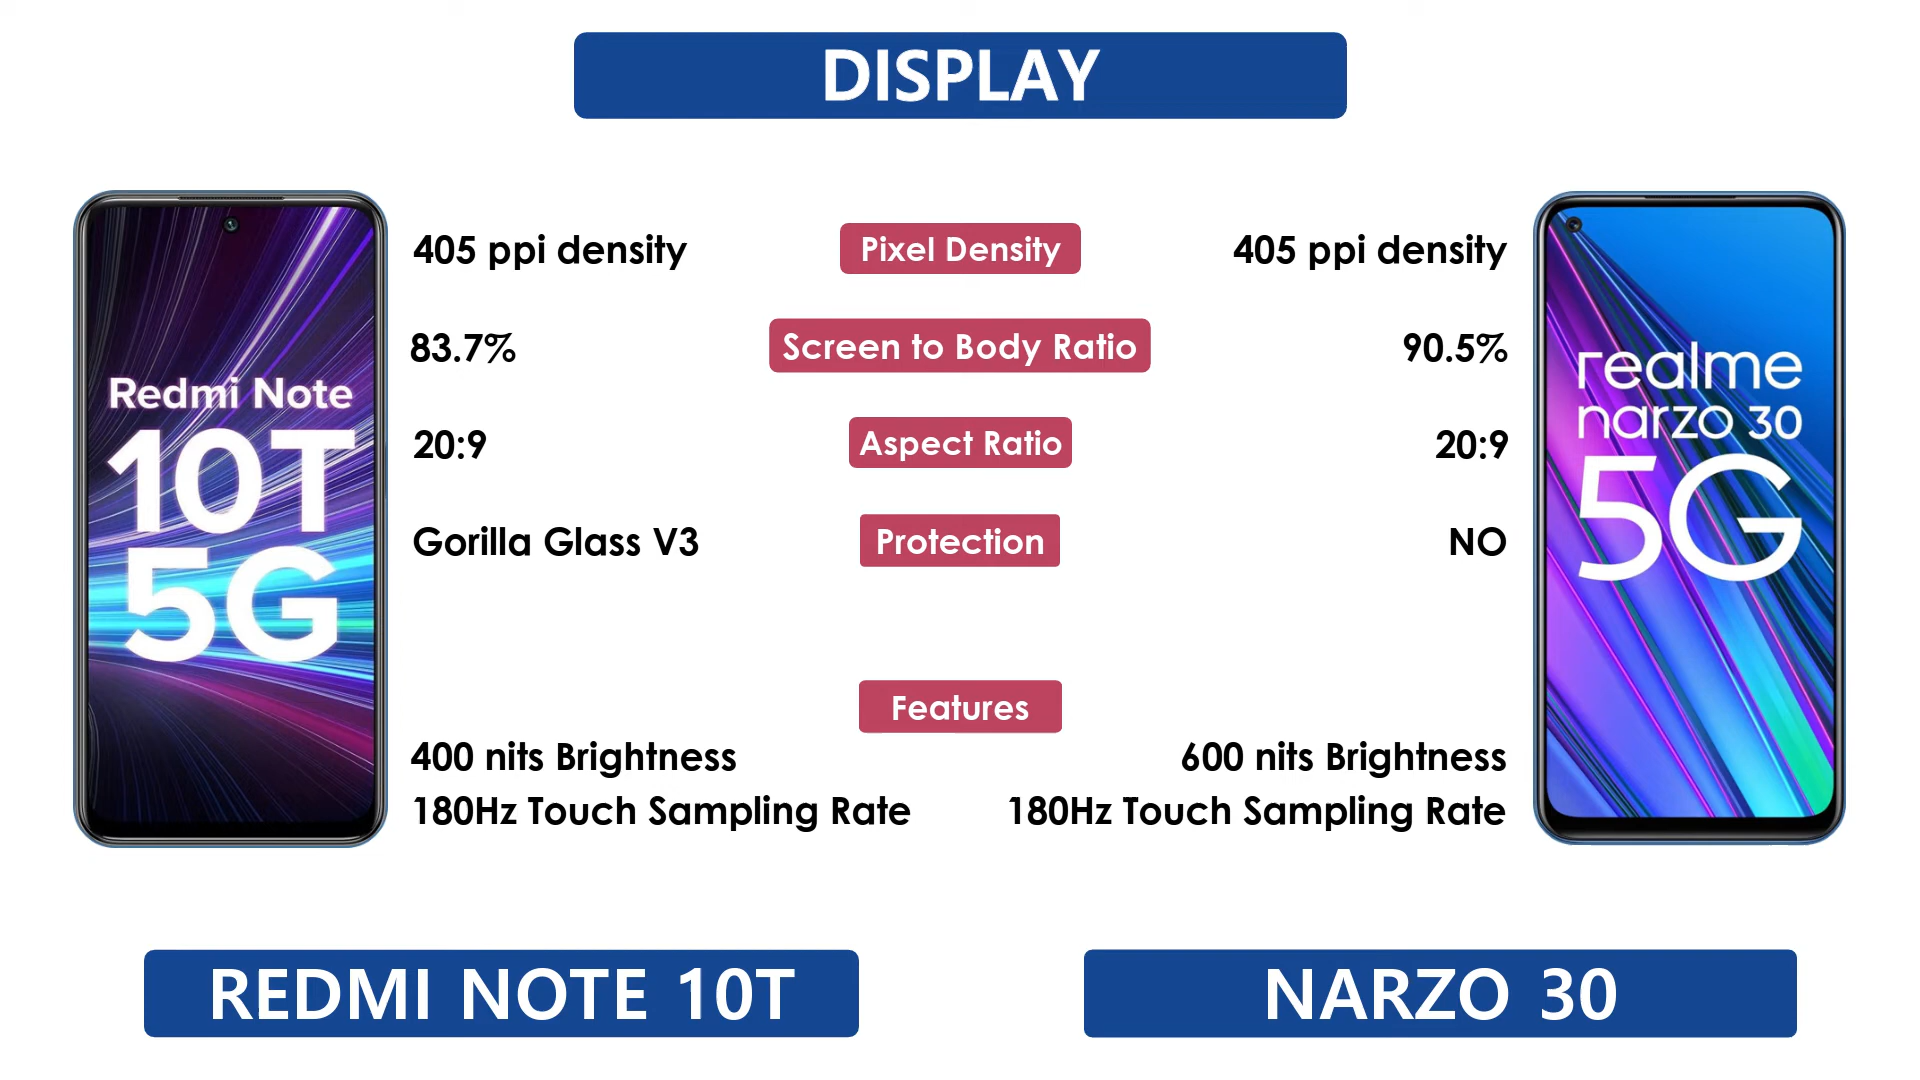 DISPLAY
405 ppi density
Pixel Density
405 ppi density
83.7%
Screen to Body Ratio
90.5%
20:9
Aspect Ratio
20:9
Gorilla Glass V3
Protection
NO
Features
400 nits Brightness
600 nits Brightness
180Hz Touch Sampling Rate
180Hz Touch Sampling Rate
Redmi Note
10T
5G
realme
narzo 30
5G
REDMI NOTE 10T
NARZO 30